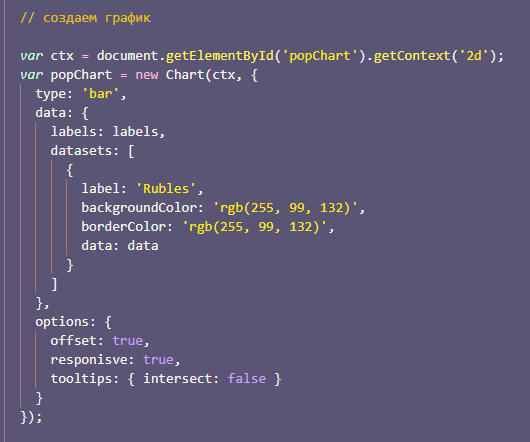 // создаем график
var ctx = document.getElementById('popChart').getContext('2d');
var popChart = new Chart(ctx, {
type: 'bar',
data: {
labels: labels,
datasets: [
{
label: 'Rubles',
backgroundColor: 'rgb(255, 99, 132)',
borderColor: 'rgb(255, 99, 132)',
data: data
}
]
},
options: {
offset: true,
responisve: true,
tooltips: { intersect: false }
}
});